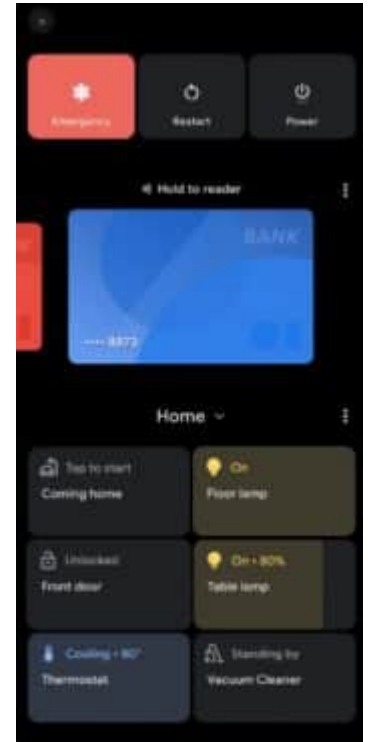 Emergency
Restart
Power
Hold to reader
BANK
•••• 8873
Home
Tap to start
Coming home
On
Floor lamp
Unlocked
Front door
On • 80%
Table lamp
Cooling • 80°
Thermostat
Standing by
Vacuum Cleaner